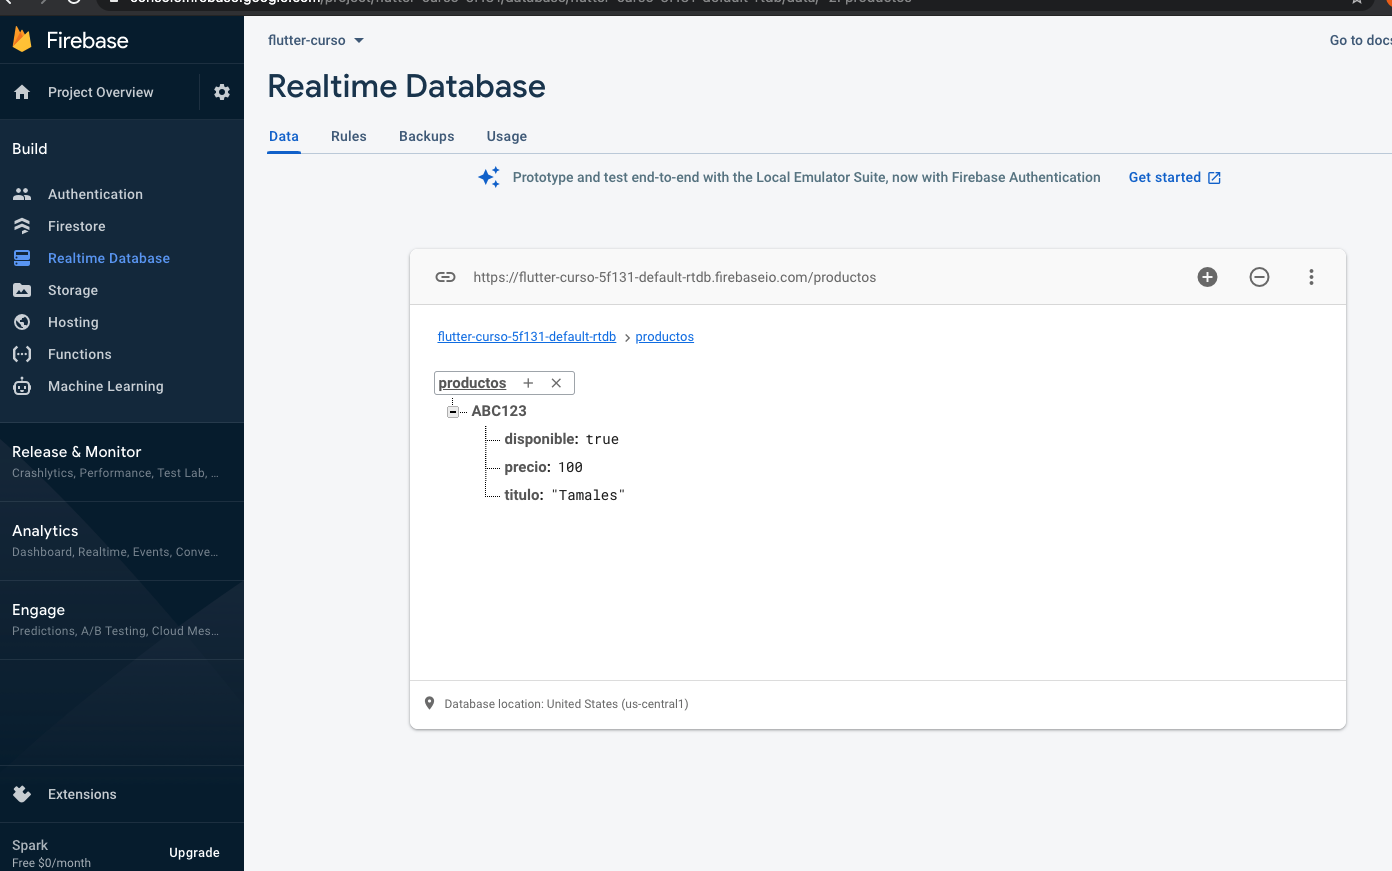 Firebase
Project Overview
Build
Authentication
Firestore
Realtime Database
Storage
Hosting
Functions
Machine Learning
Release & Monitor
Crashlytics, Performance, Test Lab, ...
Analytics
Dashboard, Realtime, Events, Conve...
Engage
Predictions, A/B Testing, Cloud Mes...
Extensions
Spark
Free $0/month
Upgrade
flutter-curso
Go to docs
Realtime Database
Data Rules Backups Usage
Prototype and test end-to-end with the Local Emulator Suite, now with Firebase Authentication Get started
https://flutter-curso-5f131-default-rtdb.firebaseio.com/productos
flutter-curso-5f131-default-rtdb > productos
productos + ×
ABC123
disponible: true
precio: 100
titulo: "Tamales"
Database location: United States (us-central1)